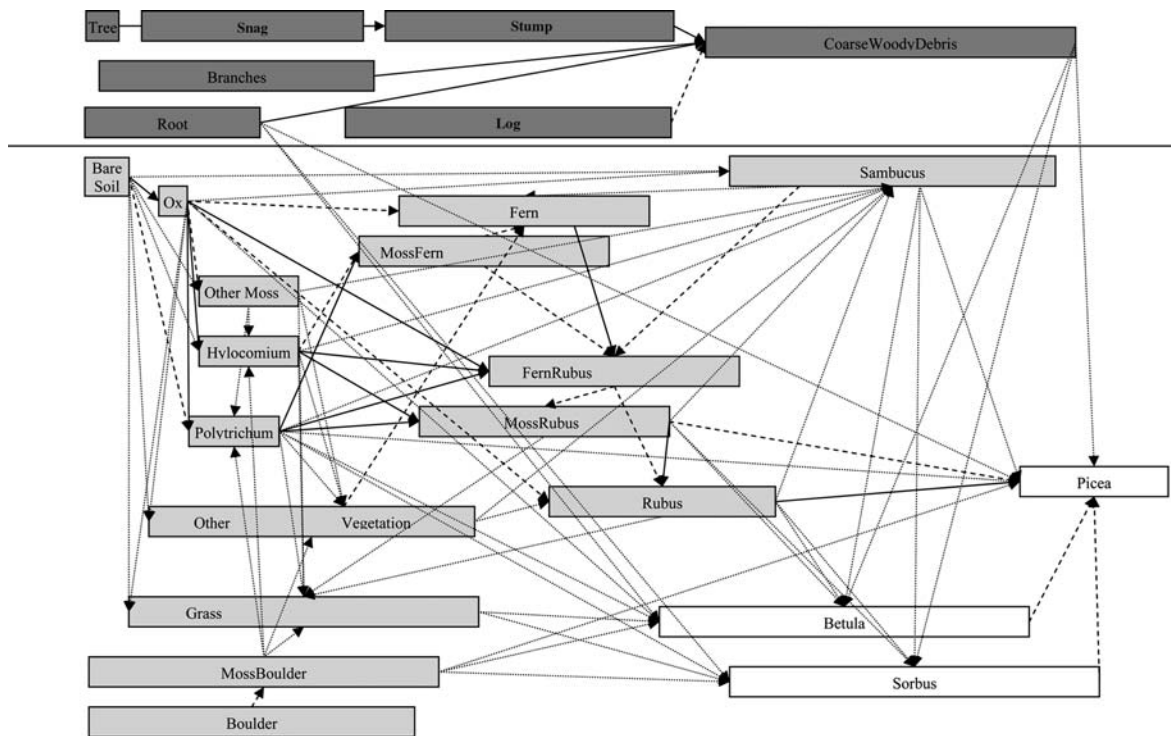 Tree
Snag
Stump
CoarseWoodyDebris
Branches
Root
Log
Bare
Soil
Sambucus
Ox
Fern
MossFern
Other Moss
Hylocomium
FernRubus
MossRubus
Polytrichum
Picea
Rubus
Other Vegetation
Grass
Betula
MossBoulder
Sorbus
Boulder